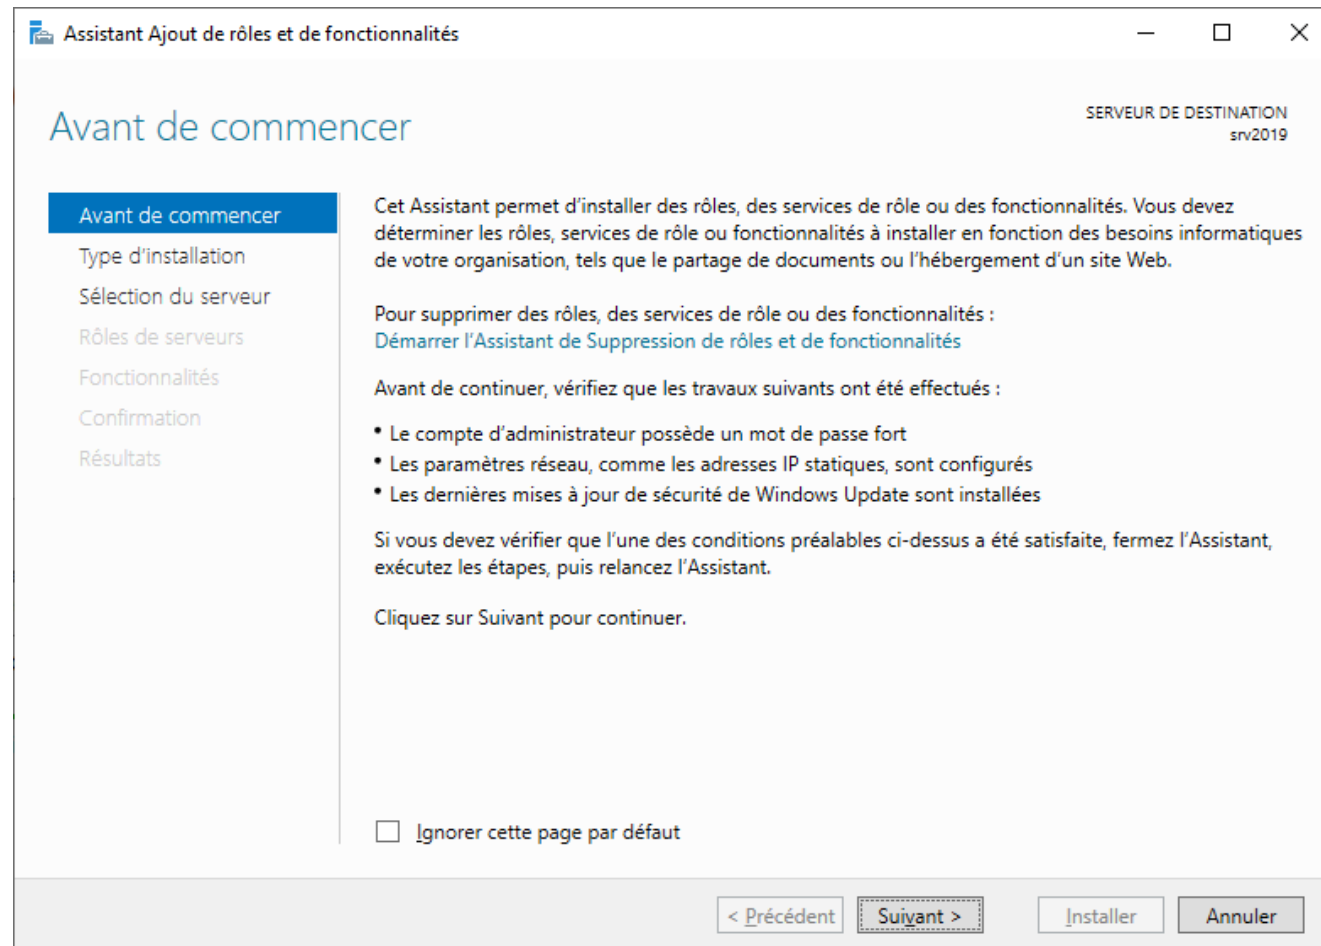 Assistant Ajout de rôles et de fonctionnalités
Avant de commencer
SERVEUR DE DESTINATION
srv2019
Avant de commencer
Type d’installation
Sélection du serveur
Rôles de serveurs
Fonctionnalités
Confirmation
Résultats
Cet Assistant permet d’installer des rôles, des services de rôle ou des fonctionnalités. Vous devez
déterminer les rôles, services de rôle ou fonctionnalités à installer en fonction des besoins informatiques
de votre organisation, tels que le partage de documents ou l’hébergement d’un site Web.
Pour supprimer des rôles, des services de rôle ou des fonctionnalités :
Démarrer l’Assistant de Suppression de rôles et de fonctionnalités
Avant de continuer, vérifiez que les travaux suivants ont été effectués :
• Le compte d’administrateur possède un mot de passe fort
• Les paramètres réseau, comme les adresses IP statiques, sont configurés
• Les dernières mises à jour de sécurité de Windows Update sont installées
Si vous devez vérifier que l’une des conditions préalables ci-dessus a été satisfaite, fermez l’Assistant,
exécutez les étapes, puis relancez l’Assistant.
Cliquez sur Suivant pour continuer.
Ignorer cette page par défaut
< Précédent
Suivant >
Installer
Annuler